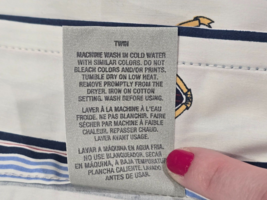 TWIN
MACHINE WASH IN COLD WATER
WITH SIMILAR COLORS. DO NOT
BLEACH COLORS AND/OR PRINTS.
TUMBLE DRY ON LOW HEAT.
REMOVE PROMPTLY FROM THE
DRYER. IRON ON COTTON
SETTING. WASH BEFORE USING.
LAVER À LA MACHINE À L'EAU
FROIDE. NE PAS BLANCHIR. FAIRE
SÉCHER À LA MACHINE À FAIBLE
CHALEUR. REPASSER CHAUD.
LAVER AVANT USAGE.
LAVAR A MÁQUINA EN AGUA FRIA.
NO USE BLANQUEADOR. SECAR
EN MÁQUINA, A BAJA TEMPERATURA
PLANCHA CALIENTE. LAVAR ANTES
DE USAR.